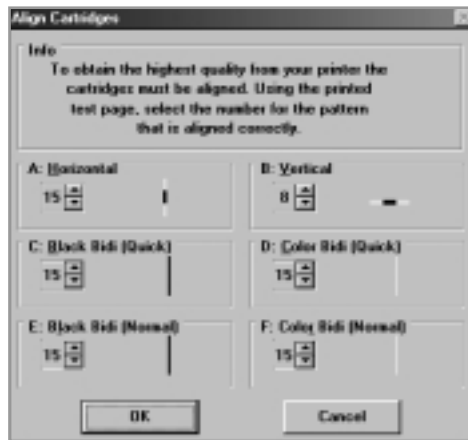 Align Cartridges
Info
To obtain the highest quality from your printer the
cartridges must be aligned. Using the printed
test page, select the number for the pattern
that is aligned correctly.
A: Horizontal
B: Vertical
15
8
C: Black Bidi (Quick)
D: Color Bidi (Quick)
15
15
E: Black Bidi (Normal)
F: Color Bidi (Normal)
15
15
OK
Cancel